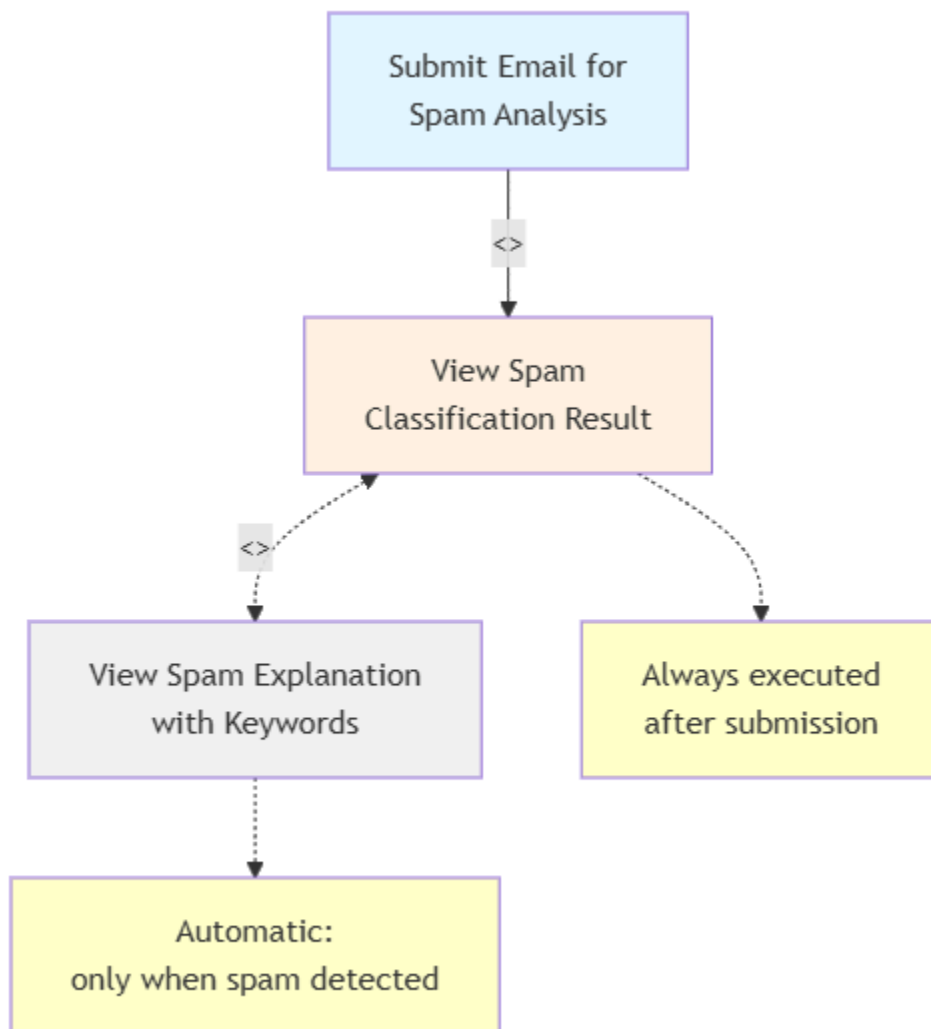 Submit Email for
Spam Analysis
<>
View Spam
Classification Result
<>
View Spam Explanation
with Keywords
Always executed
after submission
Automatic:
only when spam detected